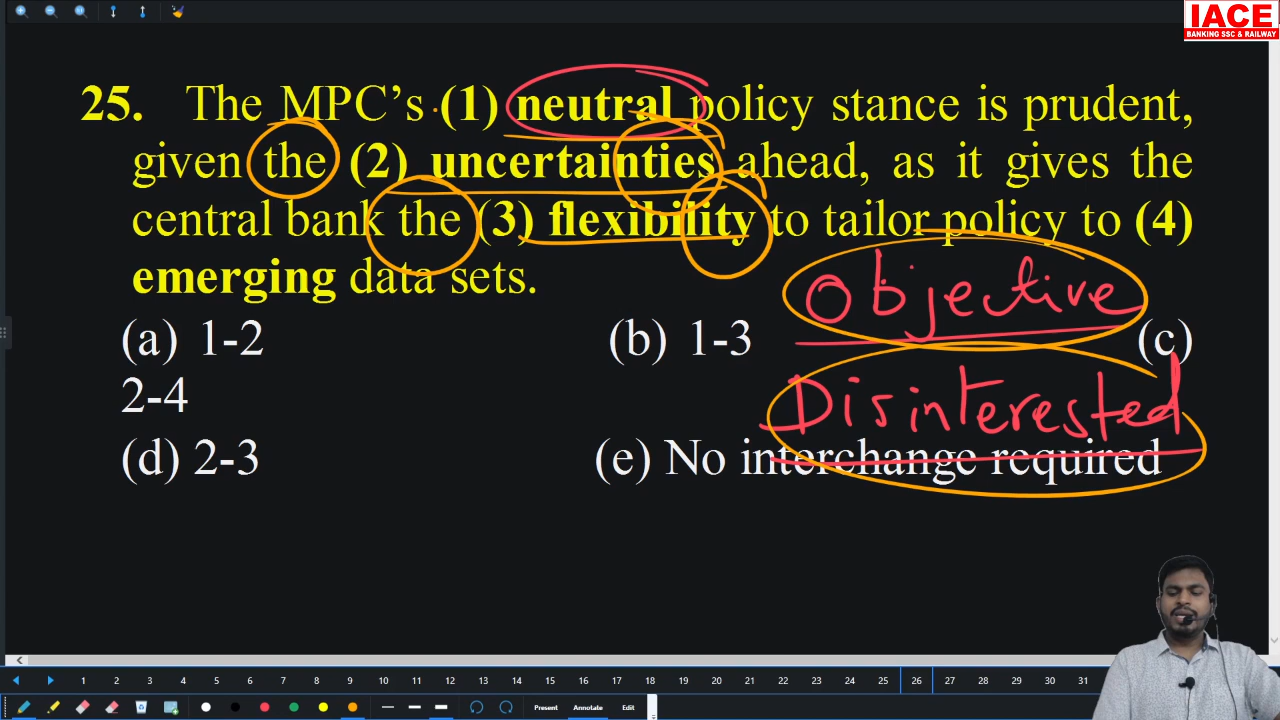 IACE
BANKING SSC & RAILWAY
25. The MPC's (1) neutral policy stance is prudent,
given the (2) uncertainties ahead, as it gives the
central bank the (3) flexibility to tailor policy to (4)
emerging data sets.
Objective
(a) 1-2 (b) 1-3 (c)
2-4
Disinterested
(d) 2-3 (e) No interchange required
1 2 3 4 5 6 7 8 9 10 11 12 13 14 15 16 17 18 19 20 21 22 23 24 25 26 27 28 29 30 31
Present Annotate Edit